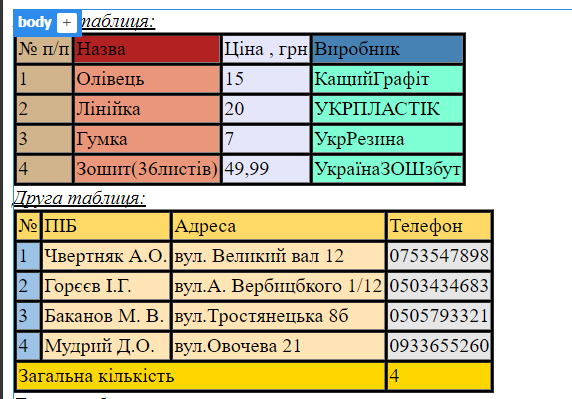 body + таблиця:
№ п/п Назва Ціна , грн Виробник
1 Олівець 15 КащийГрафіт
2 Лінійка 20 УКРПЛАСТІК
3 Гумка 7 УкрРезина
4 Зошит(36листів) 49,99 УкраїнаЗОШзбут
Друга таблиця:
№ ПІБ Адреса Телефон
1 Чвертняк А.О. вул. Великий вал 12 0753547898
2 Горєєв І.Г. вул.А. Вербицбкого 1/12 0503434683
3 Баканов М. В. вул.Тростянецька 8б 0505793321
4 Мудрий Д.О. вул.Овочева 21 0933655260
Загальна кількість 4